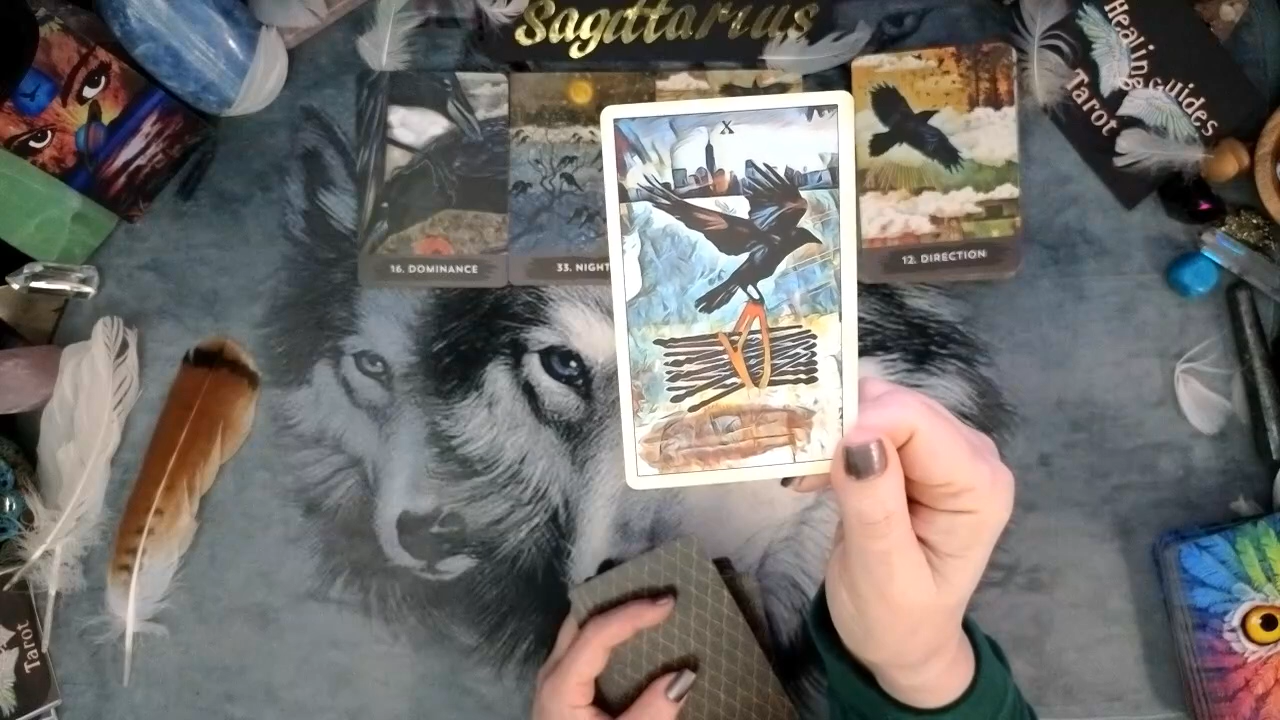 Sagittarius
Healing guides
Tarot
X
16. DOMINANCE
33. NIGHT
12. DIRECTION
Tarot